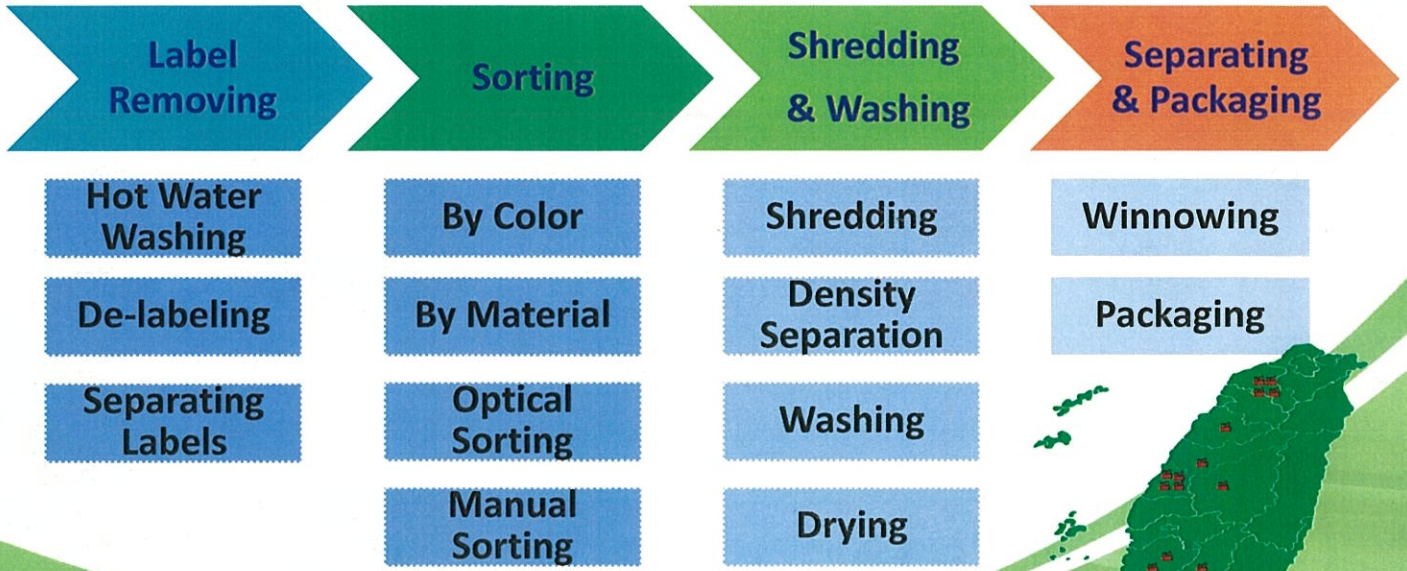 Label
Removing
Sorting
Shredding
& Washing
Separating
& Packaging
Hot Water
Washing
De-labeling
Separating
Labels
By Color
By Material
Optical
Sorting
Manual
Sorting
Shredding
Density
Separation
Washing
Drying
Winnowing
Packaging